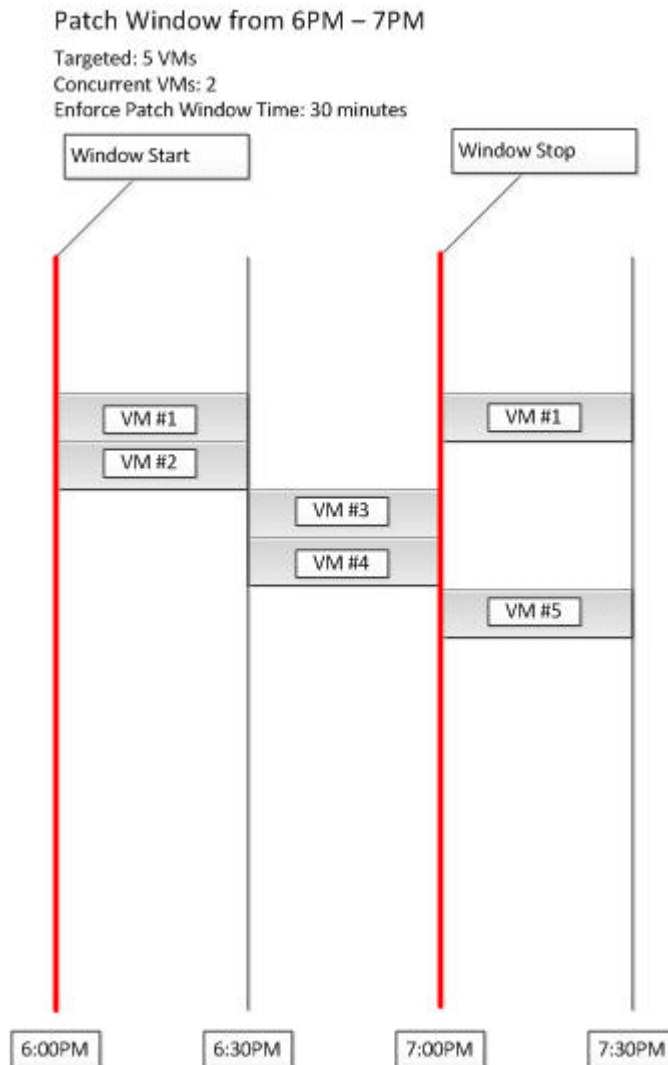 Patch Window from 6PM – 7PM
Targeted: 5 VMs
Concurrent VMs: 2
Enforce Patch Window Time: 30 minutes
Window Start
Window Stop
VM #1
VM #1
VM #2
VM #3
VM #4
VM #5
6:00PM
6:30PM
7:00PM
7:30PM